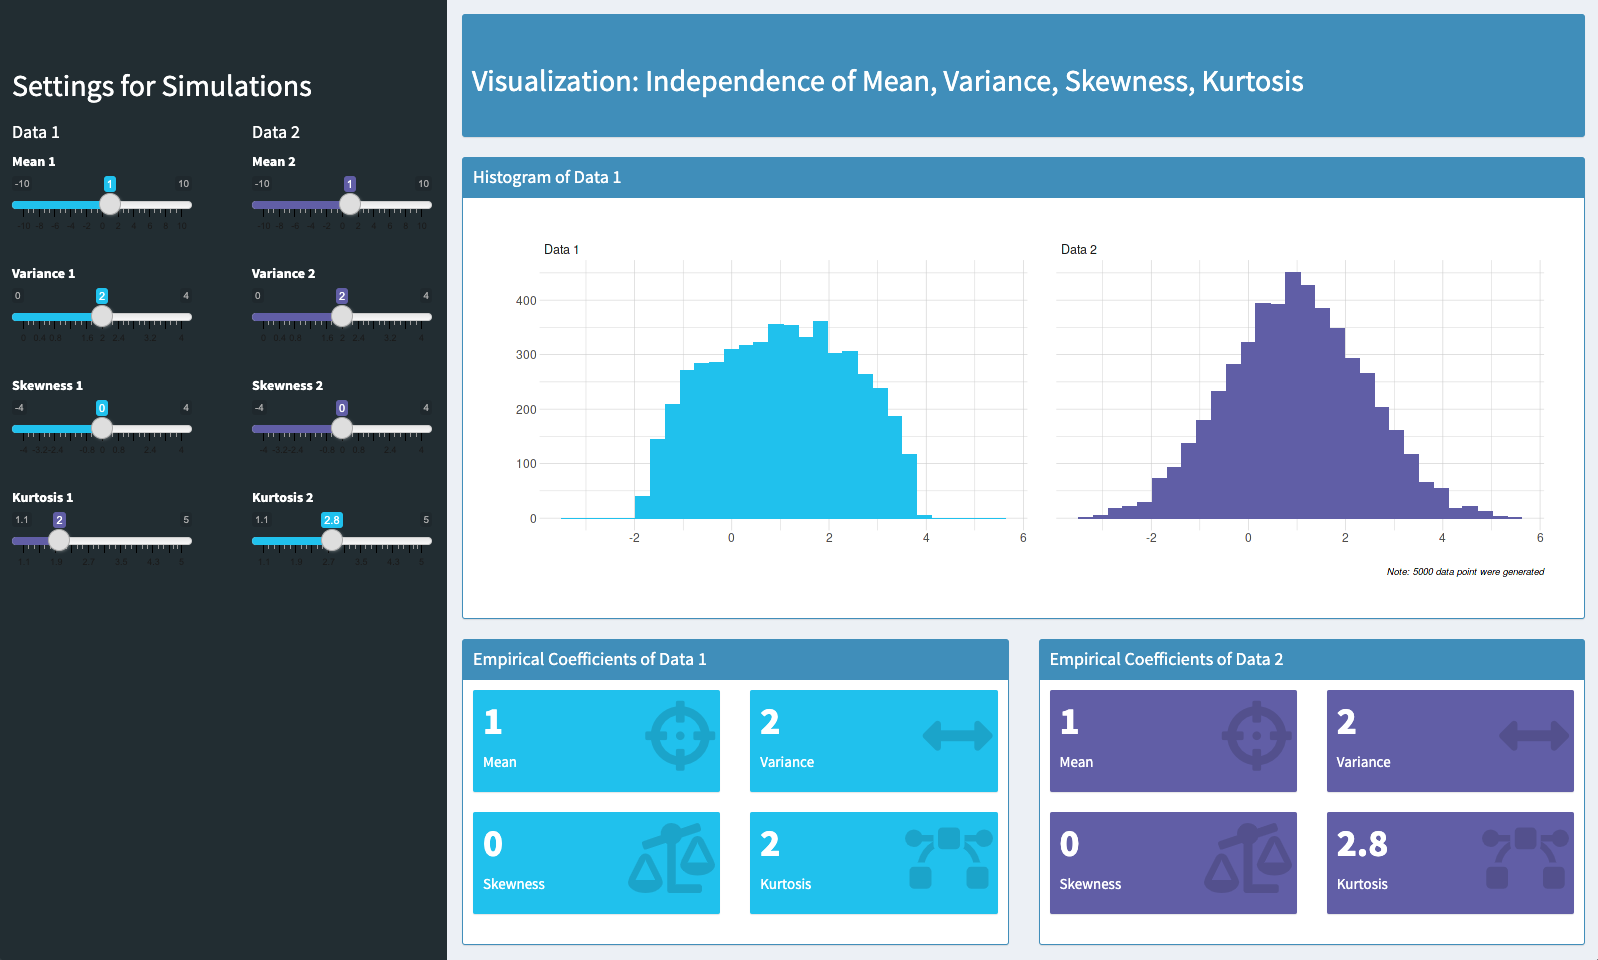 Settings for Simulations
Data 1
Data 2
Mean 1
Mean 2
-10 1 10
-10 1 10
-10 -8 -6 -4 -2 0 2 4 6 8 10
-10 -8 -6 -4 -2 0 2 4 6 8 10
Variance 1
Variance 2
0 2 4
0 2 4
0 0.4 0.8 1.6 2 2.4 3.2 4
0 0.4 0.8 1.6 2 2.4 3.2 4
Skewness 1
Skewness 2
-4 0 4
-4 0 4
-4 -3.2 -2.4 -0.8 0 0.8 2.4 4
-4 -3.2 -2.4 -0.8 0 0.8 2.4 4
Kurtosis 1
Kurtosis 2
1.1 2 5
1.1 2.8 5
1.1 1.9 2.7 3.5 4.3 5
1.1 1.9 2.7 3.5 4.3 5
Visualization: Independence of Mean, Variance, Skewness, Kurtosis
Histogram of Data 1
Data 1
Data 2
400
300
200
100
0
-2 0 2 4 6
-2 0 2 4 6
Note: 5000 data point were generated
Empirical Coefficients of Data 1
1
Mean
2
Variance
0
Skewness
2
Kurtosis
Empirical Coefficients of Data 2
1
Mean
2
Variance
0
Skewness
2.8
Kurtosis